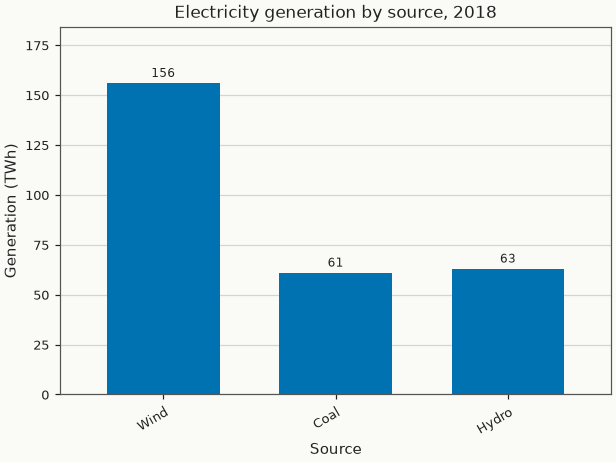 Electricity generation by source, 2018
Generation (TWh)
175
150
125
100
75
50
25
0
156
61
63
Wind
Coal
Hydro
Source